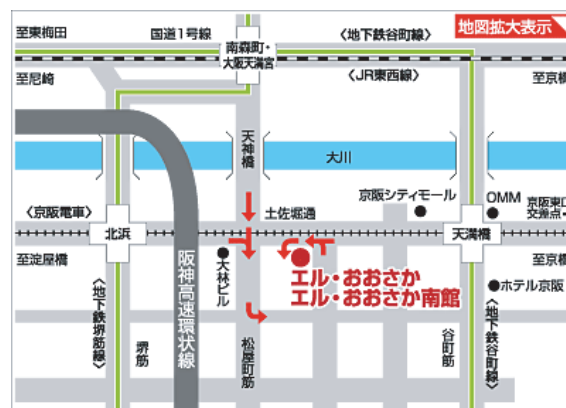 地図拡大表示
至東梅田
国道1号線
〈地下鉄谷町線〉
南森町・
大阪天満宮
至尼崎
〈JR東西線〉
至京橋
天神橋
大川
京阪シティモール
OMM
京阪東口
交差点
〈京阪電車〉
土佐堀通
北浜
天満橋
至淀屋橋
阪神高速環状線
大林ビル
エル・おおさか
エル・おおさか南館
至京橋
ホテル京阪
〈地下鉄堺筋線〉
堺筋
松屋町筋
谷町筋
〈地下鉄谷町線〉